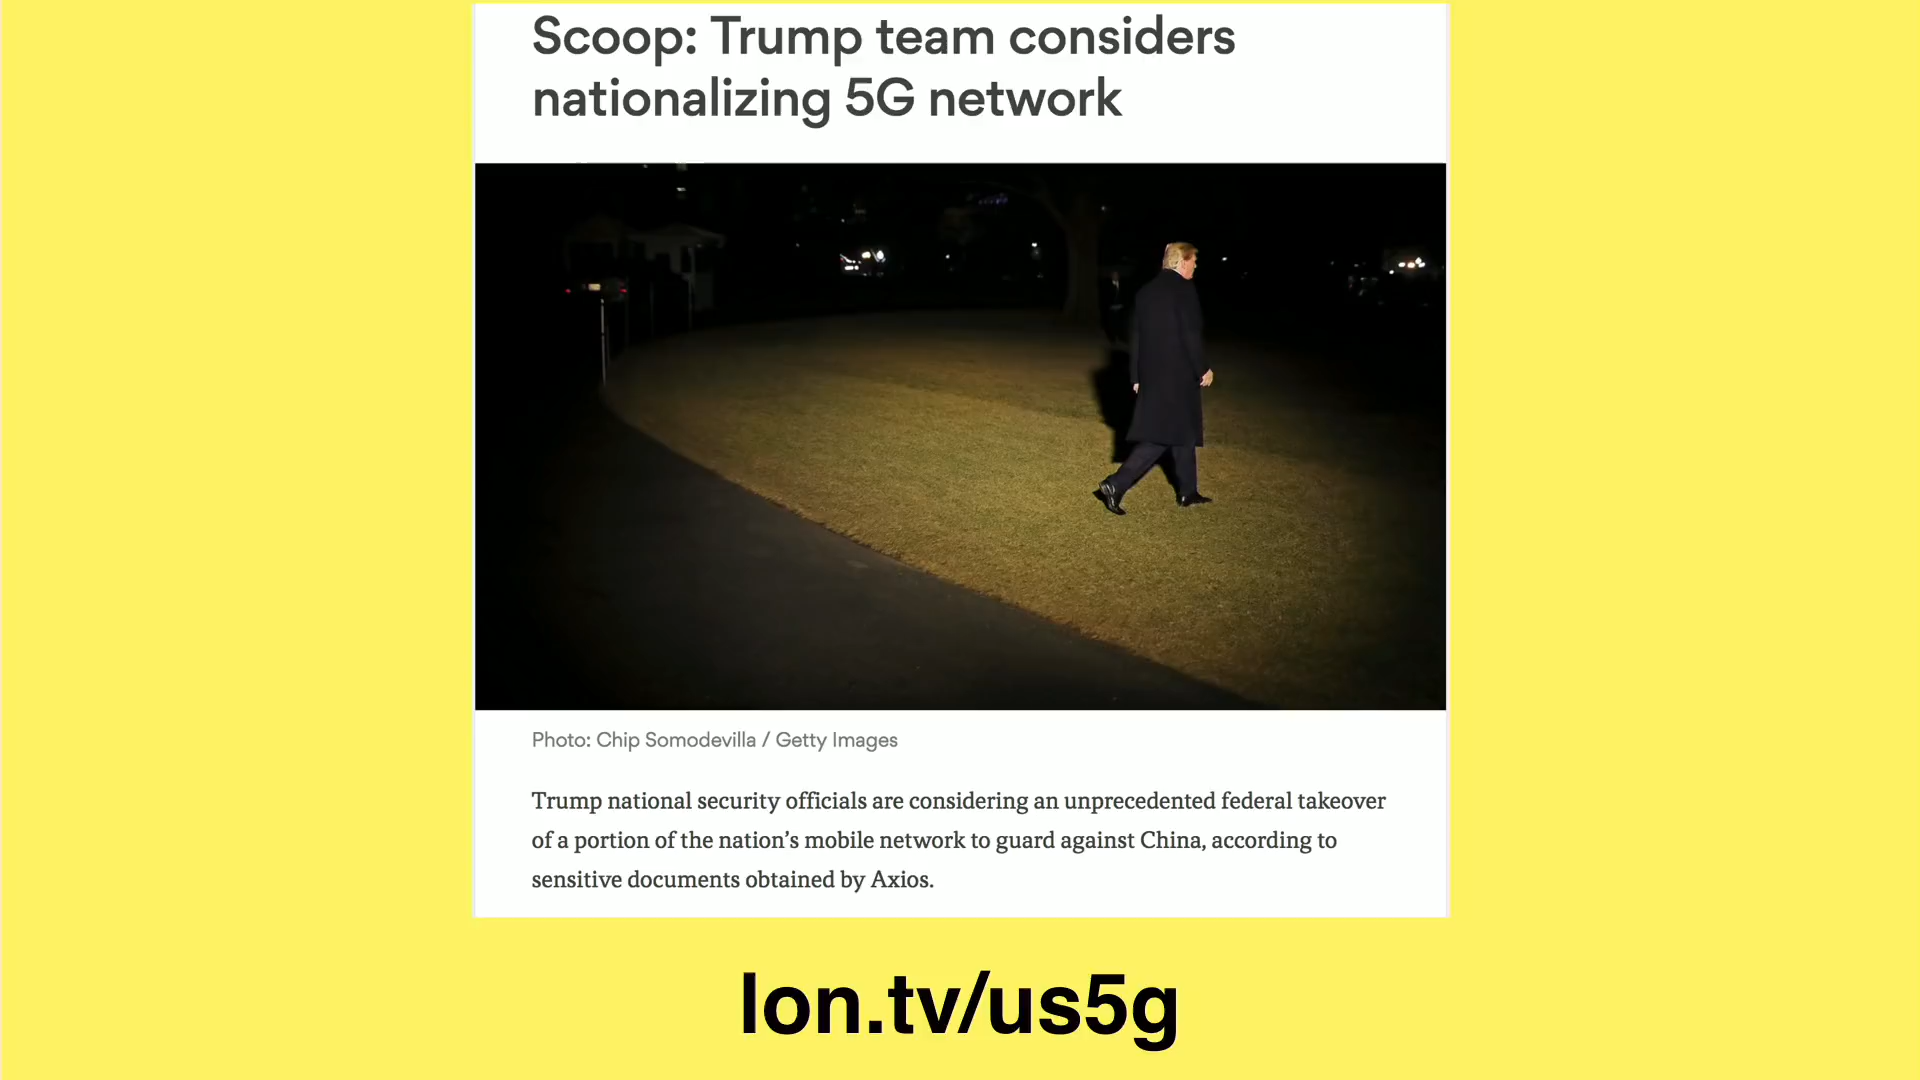 Scoop: Trump team considers
nationalizing 5G network
Photo: Chip Somodevilla / Getty Images
Trump national security officials are considering an unprecedented federal takeover
of a portion of the nation’s mobile network to guard against China, according to
sensitive documents obtained by Axios.
lon.tv/us5g